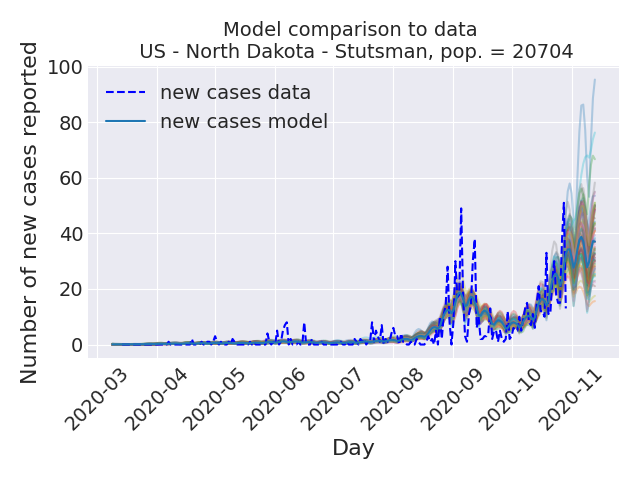 Model comparison to data
US - North Dakota - Stutsman, pop. = 20704
Number of new cases reported
100
80
60
40
20
0
new cases data
new cases model
2020-03
2020-04
2020-05
2020-06
2020-07
2020-08
2020-09
2020-10
2020-11
Day